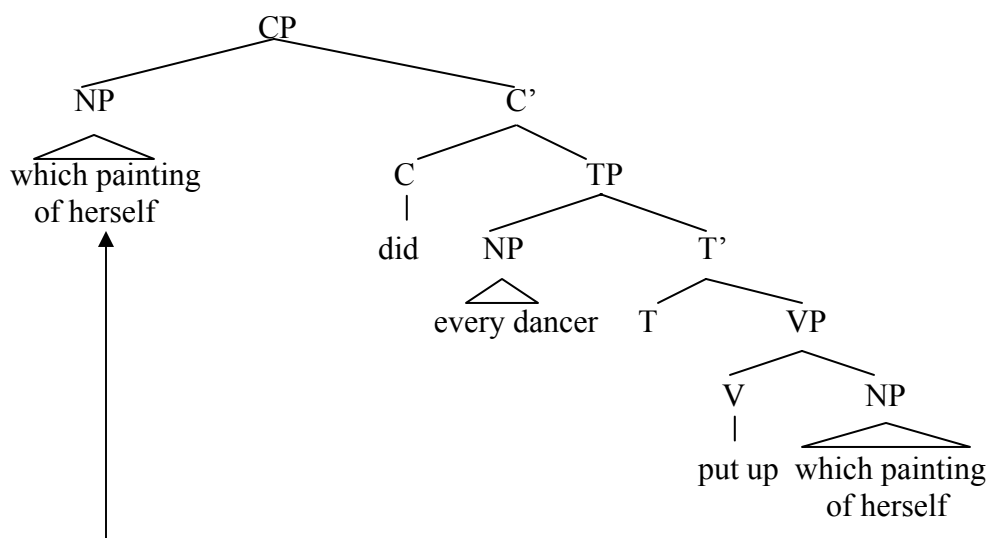 CP
NP C’
which painting
of herself
C TP
did NP T’
every dancer T VP
V NP
put up which painting
of herself